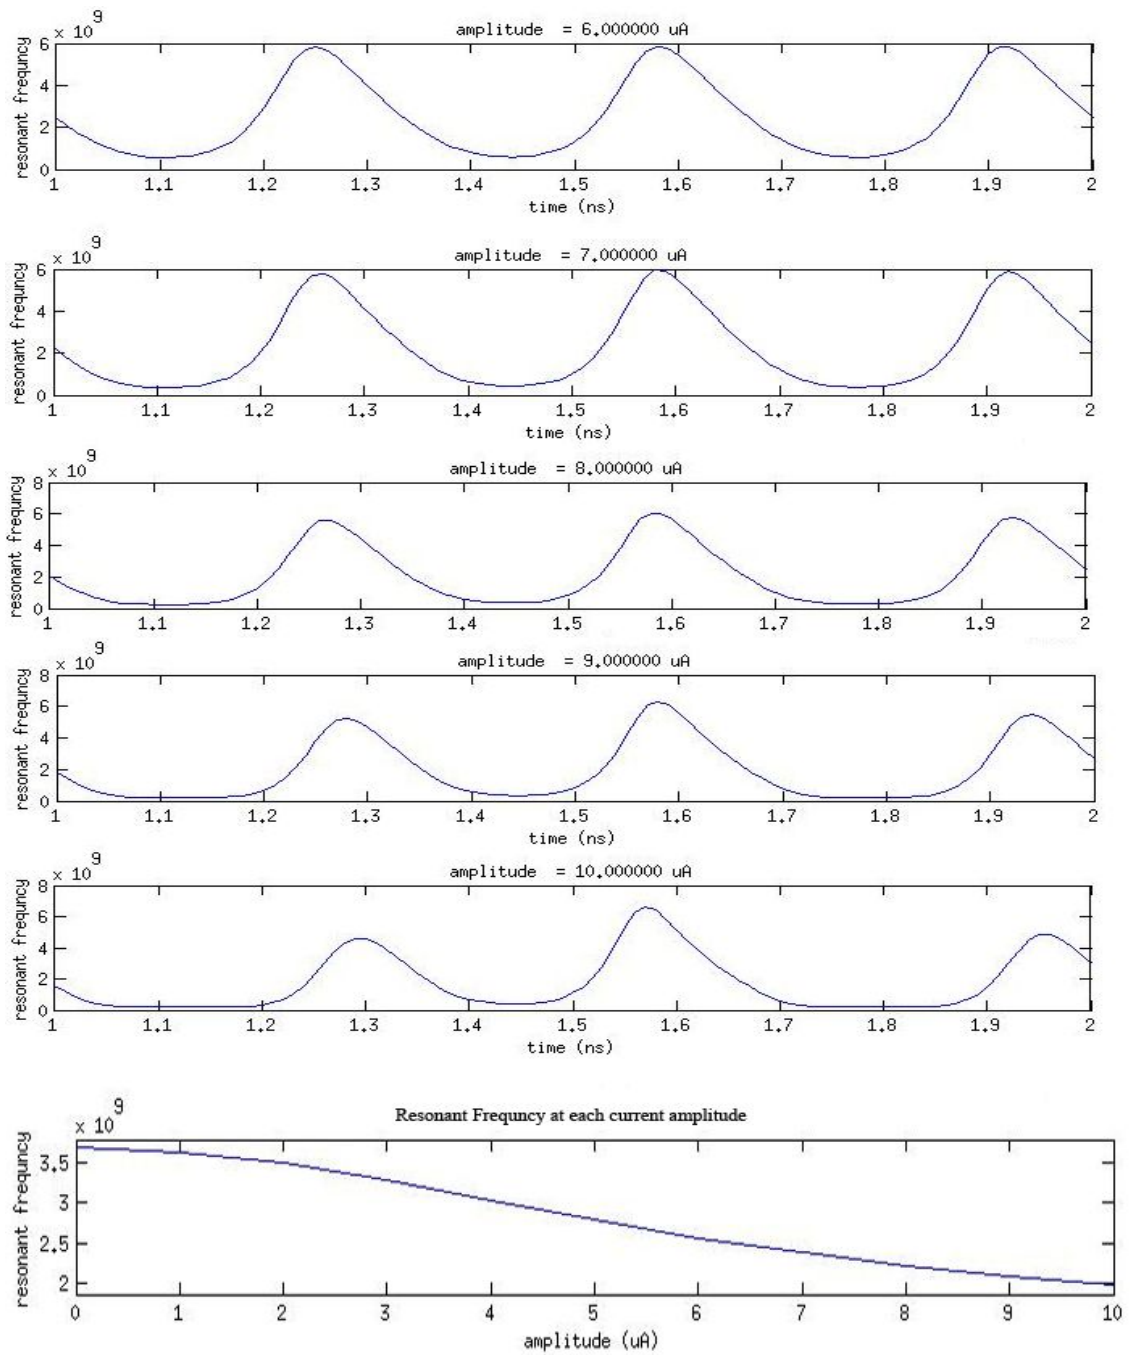 amplitude = 6.000000 uA
x 10^9
resonant frequncy
6
4
2
0
1 1.1 1.2 1.3 1.4 1.5 1.6 1.7 1.8 1.9 2
time (ns)
amplitude = 7.000000 uA
x 10^9
resonant frequncy
6
4
2
0
1 1.1 1.2 1.3 1.4 1.5 1.6 1.7 1.8 1.9 2
time (ns)
amplitude = 8.000000 uA
x 10^9
resonant frequncy
8
6
4
2
0
1 1.1 1.2 1.3 1.4 1.5 1.6 1.7 1.8 1.9 2
amplitude = 9.000000 uA
x 10^9
resonant frequncy
8
6
4
2
0
1 1.1 1.2 1.3 1.4 1.5 1.6 1.7 1.8 1.9 2
time (ns)
amplitude = 10.000000 uA
x 10^9
resonant frequncy
8
6
4
2
0
1 1.1 1.2 1.3 1.4 1.5 1.6 1.7 1.8 1.9 2
time (ns)
Resonant Frequncy at each current amplitude
x 10^9
resonant frequncy
3.5
3
2.5
2
0 1 2 3 4 5 6 7 8 9 10
amplitude (uA)